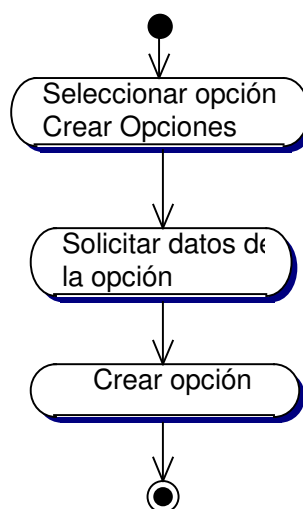 Seleccionar opción
Crear Opciones
Solicitar datos de
la opción
Crear opción